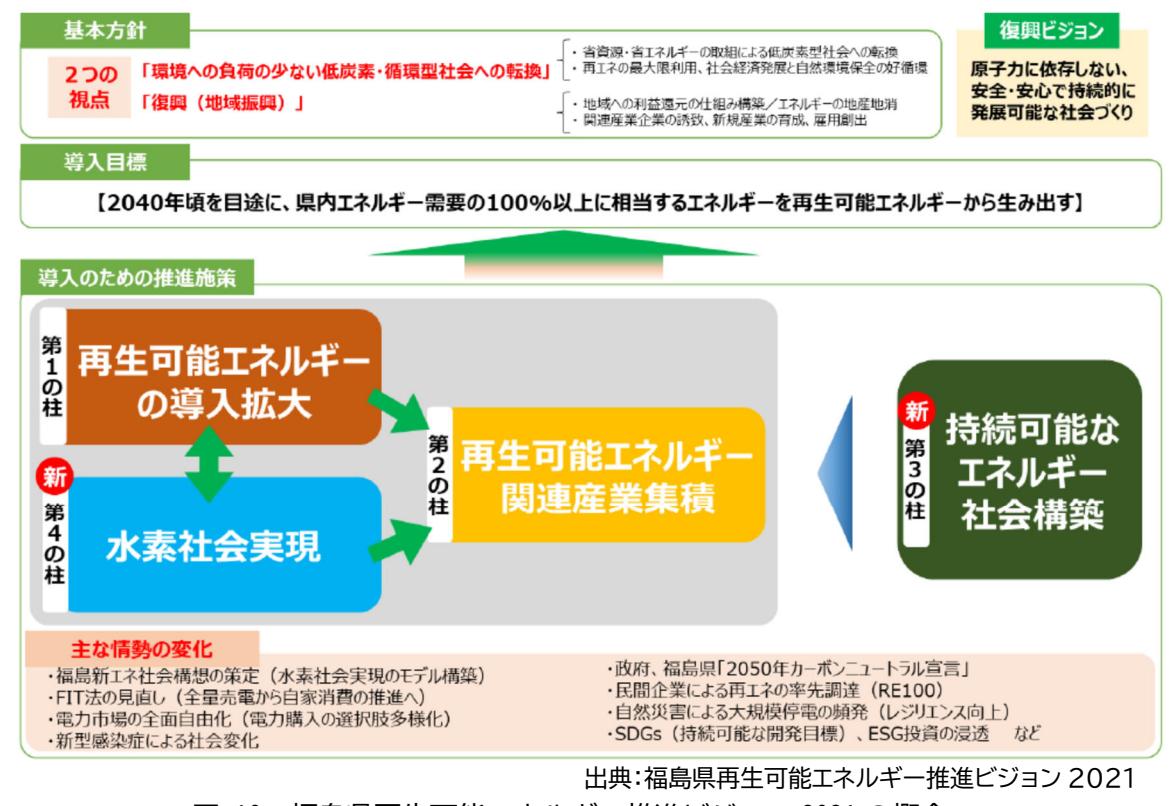 基本方針
2つの
視点
「環境への負荷の少ない低炭素・循環型社会への転換」
・省資源・省エネルギーの取組による低炭素型社会への転換
・再エネの最大限利用、社会経済発展と自然環境保全の好循環
「復興（地域振興）」
・地域への利益還元の仕組み構築／エネルギーの地産地消
・関連産業企業の誘致、新規産業の育成、雇用創出
復興ビジョン
原子力に依存しない、
安全・安心で持続的に
発展可能な社会づくり
導入目標
【2040年頃を目途に、県内エネルギー需要の100%以上に相当するエネルギーを再生可能エネルギーから生み出す】
導入のための推進施策
第1の柱
再生可能エネルギー
の導入拡大
新
第4の柱
水素社会実現
第2の柱
再生可能エネルギー
関連産業集積
新
第3の柱
持続可能な
エネルギー
社会構築
主な情勢の変化
・福島新エネ社会構想の策定（水素社会実現のモデル構築）
・FIT法の見直し（全量売電から自家消費の推進へ）
・電力市場の全面自由化（電力購入の選択肢多様化）
・新型感染症による社会変化
・政府、福島県「2050年カーボンニュートラル宣言」
・民間企業による再エネの率先調達（RE100）
・自然災害による大規模停電の頻発（レジリエンス向上）
・SDGs（持続可能な開発目標）、ESG投資の浸透 など
出典：福島県再生可能エネルギー推進ビジョン 2021